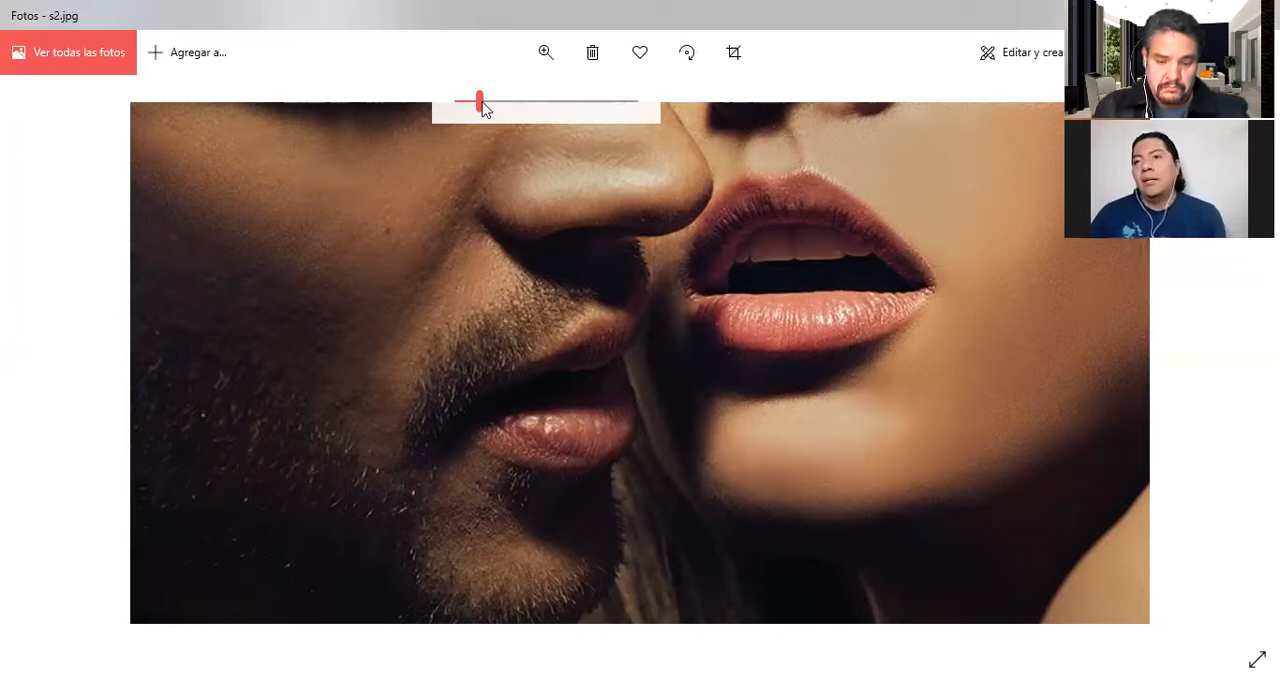 Fotos - s2.jpg
Ver todas las fotos
Agregar a...
Editar y crea